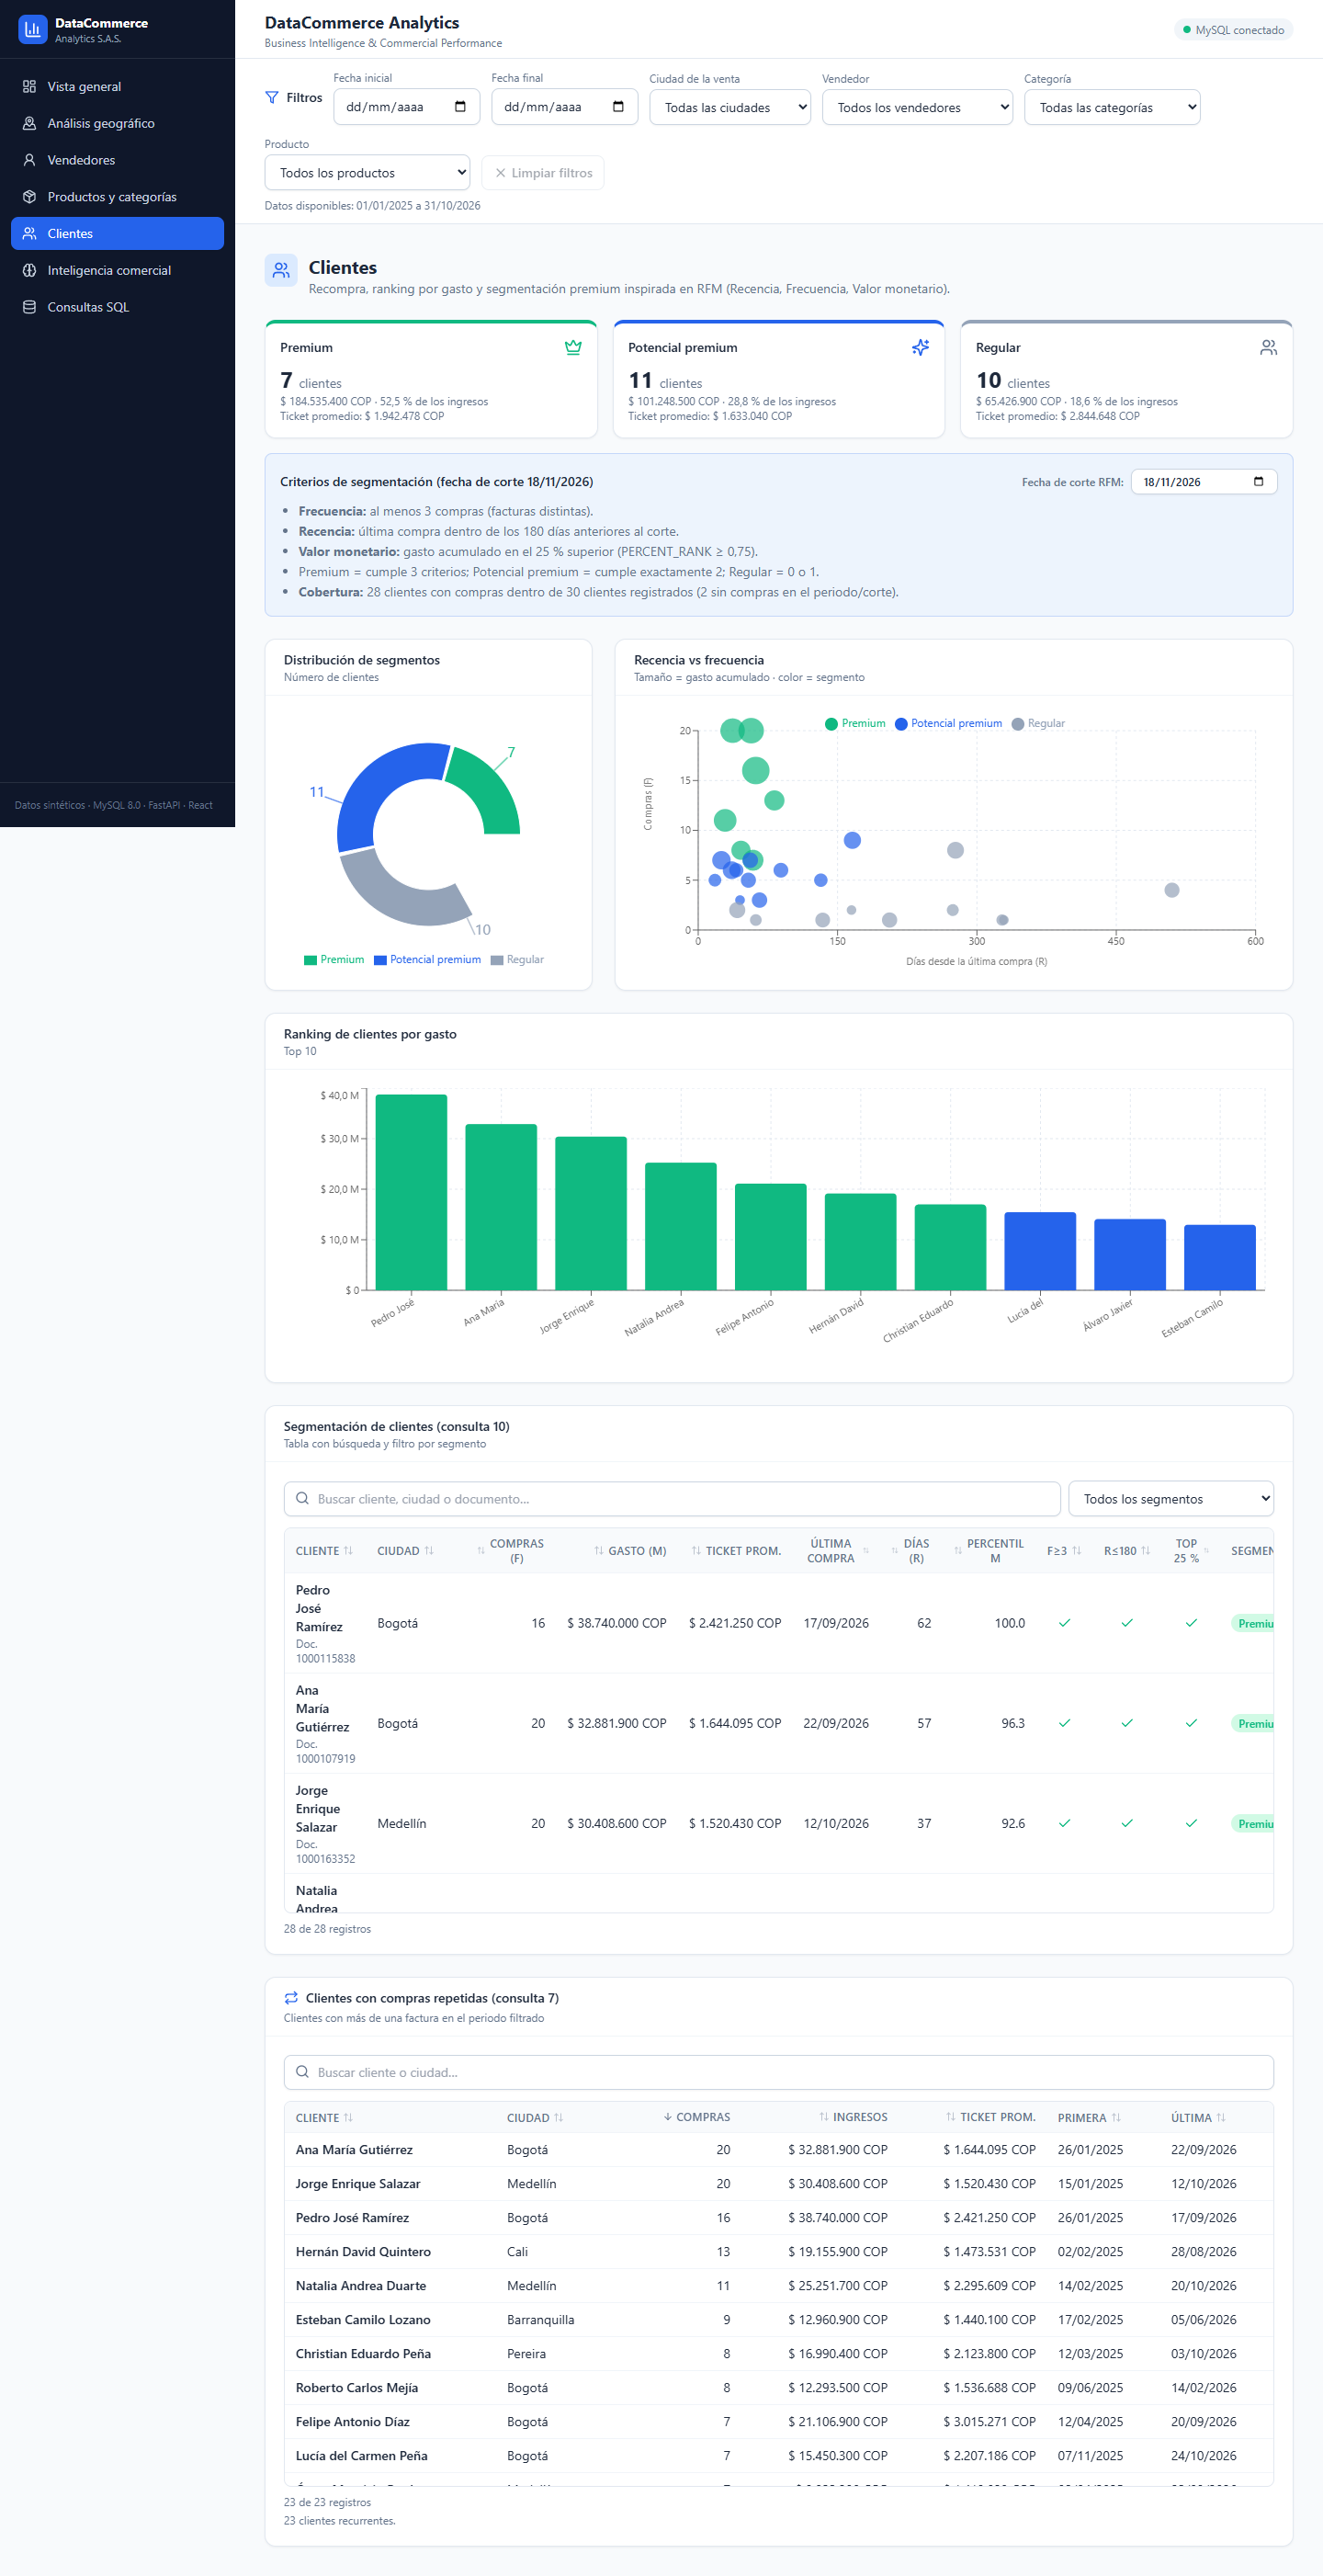 DataCommerce
Analytics S.A.S.
Vista general
Análisis geográfico
Vendedores
Productos y categorías
Clientes
Inteligencia comercial
Consultas SQL
Datos sintéticos · MySQL 8.0 · FastAPI · React
DataCommerce Analytics
Business Intelligence & Commercial Performance
MySQL conectado
Filtros
Fecha inicial
dd/mm/aaaa
Fecha final
dd/mm/aaaa
Ciudad de la venta
Todas las ciudades
Vendedor
Todos los vendedores
Categoría
Todas las categorías
Producto
Todos los productos
Limpiar filtros
Datos disponibles: 01/01/2025 a 31/10/2026
Clientes
Recompra, ranking por gasto y segmentación premium inspirada en RFM (Recencia, Frecuencia, Valor monetario).
Premium
7 clientes
$ 184.535.400 COP · 52,5 % de los ingresos
Ticket promedio: $ 1.942.478 COP
Potencial premium
11 clientes
$ 101.248.500 COP · 28,8 % de los ingresos
Ticket promedio: $ 1.633.040 COP
Regular
10 clientes
$ 65.426.900 COP · 18,6 % de los ingresos
Ticket promedio: $ 2.844.648 COP
Criterios de segmentación (fecha de corte 18/11/2026)
Fecha de corte RFM: 18/11/2026
• Frecuencia: al menos 3 compras (facturas distintas).
• Recencia: última compra dentro de los 180 días anteriores al corte.
• Valor monetario: gasto acumulado en el 25 % superior (PERCENT_RANK ≥ 0,75).
• Premium = cumple 3 criterios; Potencial premium = cumple exactamente 2; Regular = 0 o 1.
• Cobertura: 28 clientes con compras dentro de 30 clientes registrados (2 sin compras en el periodo/corte).
Distribución de segmentos
Número de clientes
7
11
10
Premium Potencial premium Regular
Recencia vs frecuencia
Tamaño = gasto acumulado · color = segmento
Premium Potencial premium Regular
Compras (F)
20
15
10
5
0
0 150 300 450 600
Días desde la última compra (R)
Ranking de clientes por gasto
Top 10
$ 40,0 M
$ 30,0 M
$ 20,0 M
$ 10,0 M
$ 0
Pedro José Ana María Jorge Enrique Natalia Andrea Felipe Antonio Hernán David Christian Eduardo Lucía del Álvaro Javier Esteban Camilo
Segmentación de clientes (consulta 10)
Tabla con búsqueda y filtro por segmento
Buscar cliente, ciudad o documento...
Todos los segmentos
CLIENTE CIUDAD COMPRAS (F) GASTO (M) TICKET PROM. ÚLTIMA COMPRA DÍAS (R) PERCENTIL M F≥3 R≤180 TOP 25 % SEGMEN
Pedro José Ramírez Doc. 1000115838 Bogotá 16 $ 38.740.000 COP $ 2.421.250 COP 17/09/2026 62 100.0 ✓ ✓ ✓ Premiu
Ana María Gutiérrez Doc. 1000107919 Bogotá 20 $ 32.881.900 COP $ 1.644.095 COP 22/09/2026 57 96.3 ✓ ✓ ✓ Premiu
Jorge Enrique Salazar Doc. 1000163352 Medellín 20 $ 30.408.600 COP $ 1.520.430 COP 12/10/2026 37 92.6 ✓ ✓ ✓ Premiu
Natalia
Andrea
28 de 28 registros
Clientes con compras repetidas (consulta 7)
Clientes con más de una factura en el periodo filtrado
Buscar cliente o ciudad...
CLIENTE CIUDAD COMPRAS INGRESOS TICKET PROM. PRIMERA ÚLTIMA
Ana María Gutiérrez Bogotá 20 $ 32.881.900 COP $ 1.644.095 COP 26/01/2025 22/09/2026
Jorge Enrique Salazar Medellín 20 $ 30.408.600 COP $ 1.520.430 COP 15/01/2025 12/10/2026
Pedro José Ramírez Bogotá 16 $ 38.740.000 COP $ 2.421.250 COP 26/01/2025 17/09/2026
Hernán David Quintero Cali 13 $ 19.155.900 COP $ 1.473.531 COP 02/02/2025 28/08/2026
Natalia Andrea Duarte Medellín 11 $ 25.251.700 COP $ 2.295.609 COP 14/02/2025 20/10/2026
Esteban Camilo Lozano Barranquilla 9 $ 12.960.900 COP $ 1.440.100 COP 17/02/2025 05/06/2026
Christian Eduardo Peña Pereira 8 $ 16.990.400 COP $ 2.123.800 COP 12/03/2025 03/10/2026
Roberto Carlos Mejía Bogotá 8 $ 12.293.500 COP $ 1.536.688 COP 09/06/2025 14/02/2026
Felipe Antonio Díaz Bogotá 7 $ 21.106.900 COP $ 3.015.271 COP 12/04/2025 20/09/2026
Lucía del Carmen Peña Bogotá 7 $ 15.450.300 COP $ 2.207.186 COP 07/11/2025 24/10/2026
23 de 23 registros
23 clientes recurrentes.